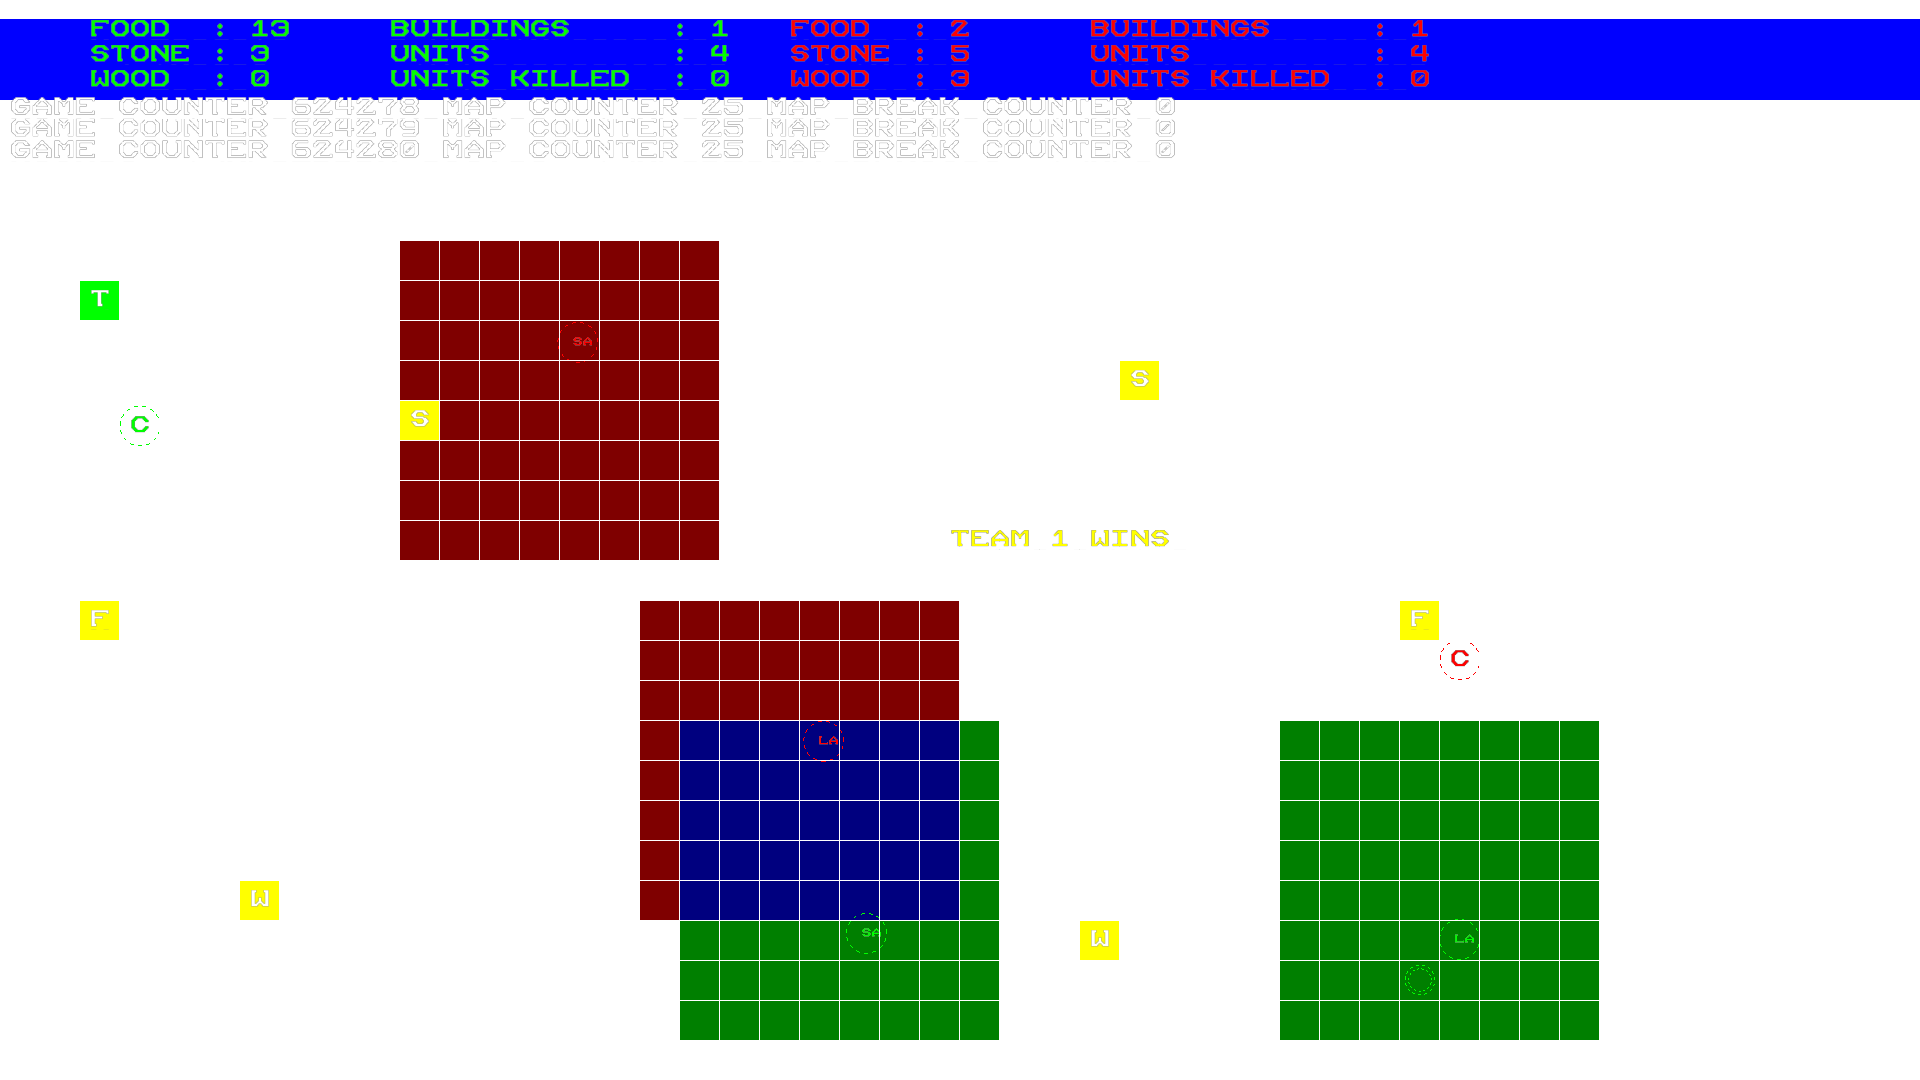 FOOD : 13 BUILDINGS : 1 FOOD : 2 BUILDINGS : 1
STONE : 3 UNITS : 4 STONE : 5 UNITS : 4
WOOD : 0 UNITS KILLED : 0 WOOD : 3 UNITS KILLED : 0
GAME COUNTER 624278 MAP COUNTER 25 MAP BREAK COUNTER 0
GAME COUNTER 624279 MAP COUNTER 25 MAP BREAK COUNTER 0
GAME COUNTER 624280 MAP COUNTER 25 MAP BREAK COUNTER 0
T
SA
S
S
C
TEAM 1 WINS
F
F
C
LA
W
SA
W
LA